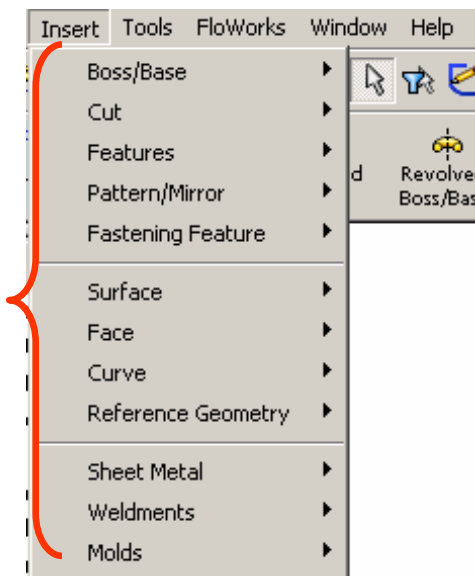 Insert Tools FloWorks Window Help
Boss/Base
Cut
Features
d Revolve
Pattern/Mirror
Boss/Bas
Fastening Feature
Surface
Face
Curve
Reference Geometry
Sheet Metal
Weldments
Molds